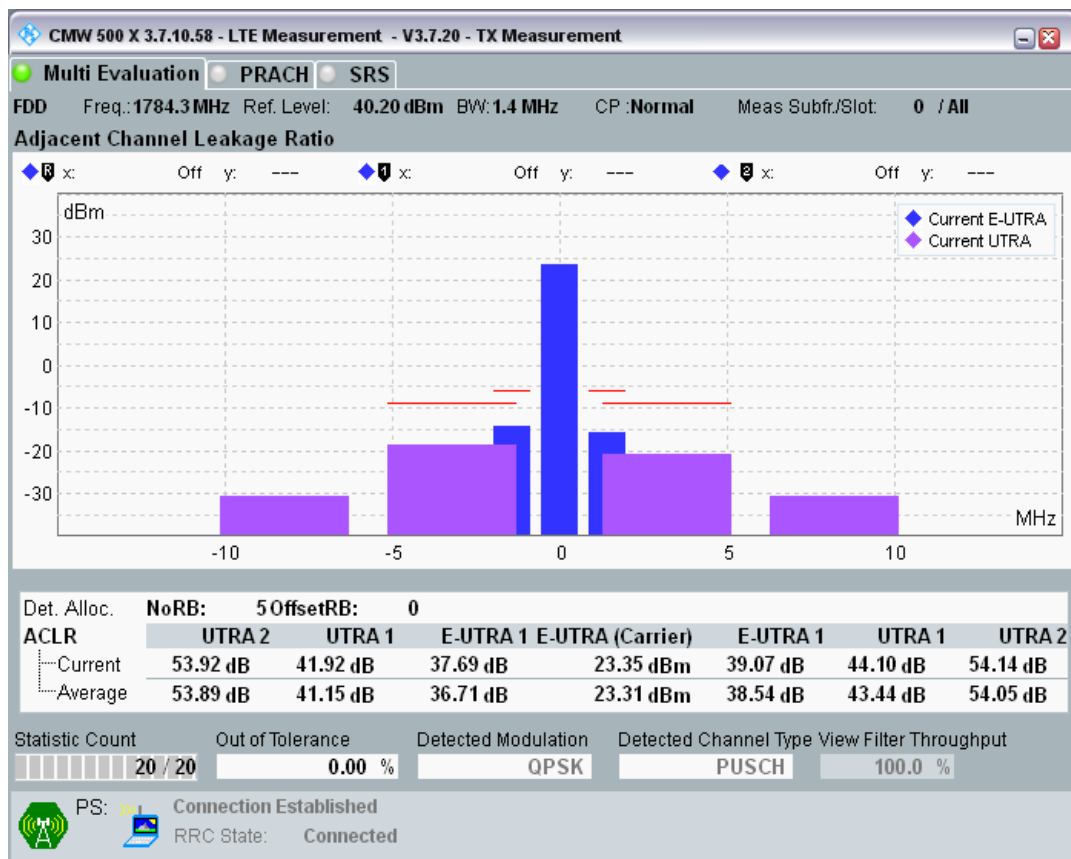 CMW 500 X 3.7.10.58 - LTE Measurement - V3.7.20 - TX Measurement
Multi Evaluation PRACH SRS
FDD Freq.:1784.3 MHz Ref. Level: 40.20 dBm BW:1.4 MHz CP :Normal Meas Subfr./Slot: 0 / All
Adjacent Channel Leakage Ratio
R x: Off y: --- 1 x: Off y: --- 2 x: Off y: ---
dBm
Current E-UTRA
Current UTRA
30
20
10
0
-10
-20
-30
MHz
-10 -5 0 5 10
Det. Alloc. NoRB: 5 OffsetRB: 0
ACLR UTRA 2 UTRA 1 E-UTRA 1 E-UTRA (Carrier) E-UTRA 1 UTRA 1 UTRA 2
Current 53.92 dB 41.92 dB 37.69 dB 23.35 dBm 39.07 dB 44.10 dB 54.14 dB
Average 53.89 dB 41.15 dB 36.71 dB 23.31 dBm 38.54 dB 43.44 dB 54.05 dB
Statistic Count Out of Tolerance Detected Modulation Detected Channel Type View Filter Throughput
20 / 20 0.00 % QPSK PUSCH 100.0 %
PS: Connection Established
RRC State: Connected